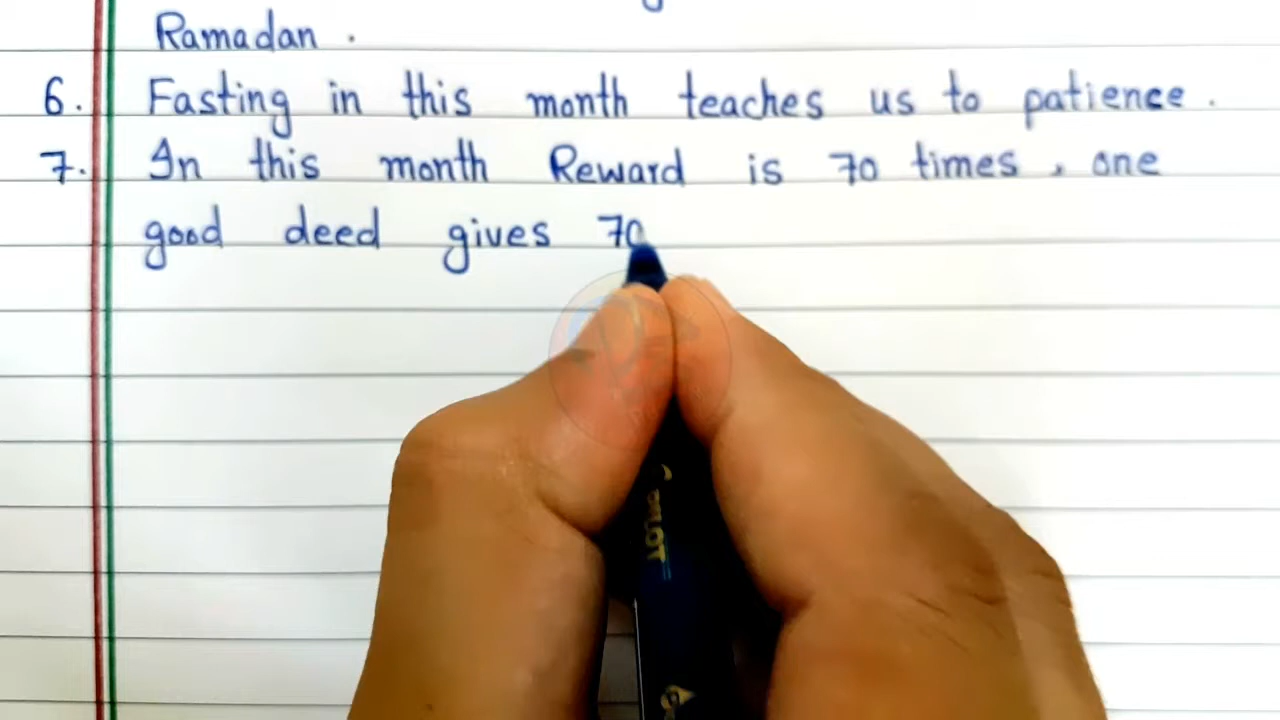 Ramadan .
6. Fasting in this month teaches us to patience .
7. In this month Reward is 70 times , one
good deed gives 70
PILOT